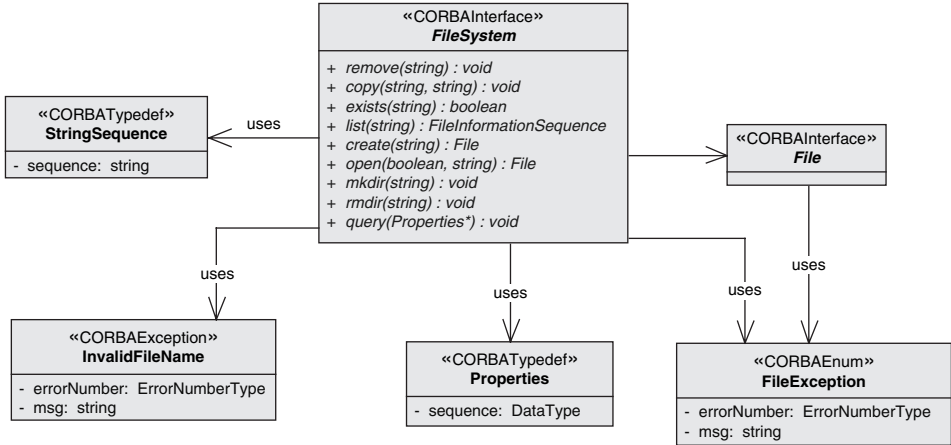 «CORBAInterface»
FileSystem
+ remove(string) : void
+ copy(string, string) : void
+ exists(string) : boolean
+ list(string) : FileInformationSequence
+ create(string) : File
+ open(boolean, string) : File
+ mkdir(string) : void
+ rmdir(string) : void
+ query(Properties*) : void
«CORBATypedef»
StringSequence
- sequence: string
uses
«CORBAInterface»
File
uses
uses
uses
uses
«CORBAException»
InvalidFileName
- errorNumber: ErrorNumberType
- msg: string
«CORBATypedef»
Properties
- sequence: DataType
«CORBAEnum»
FileException
- errorNumber: ErrorNumberType
- msg: string